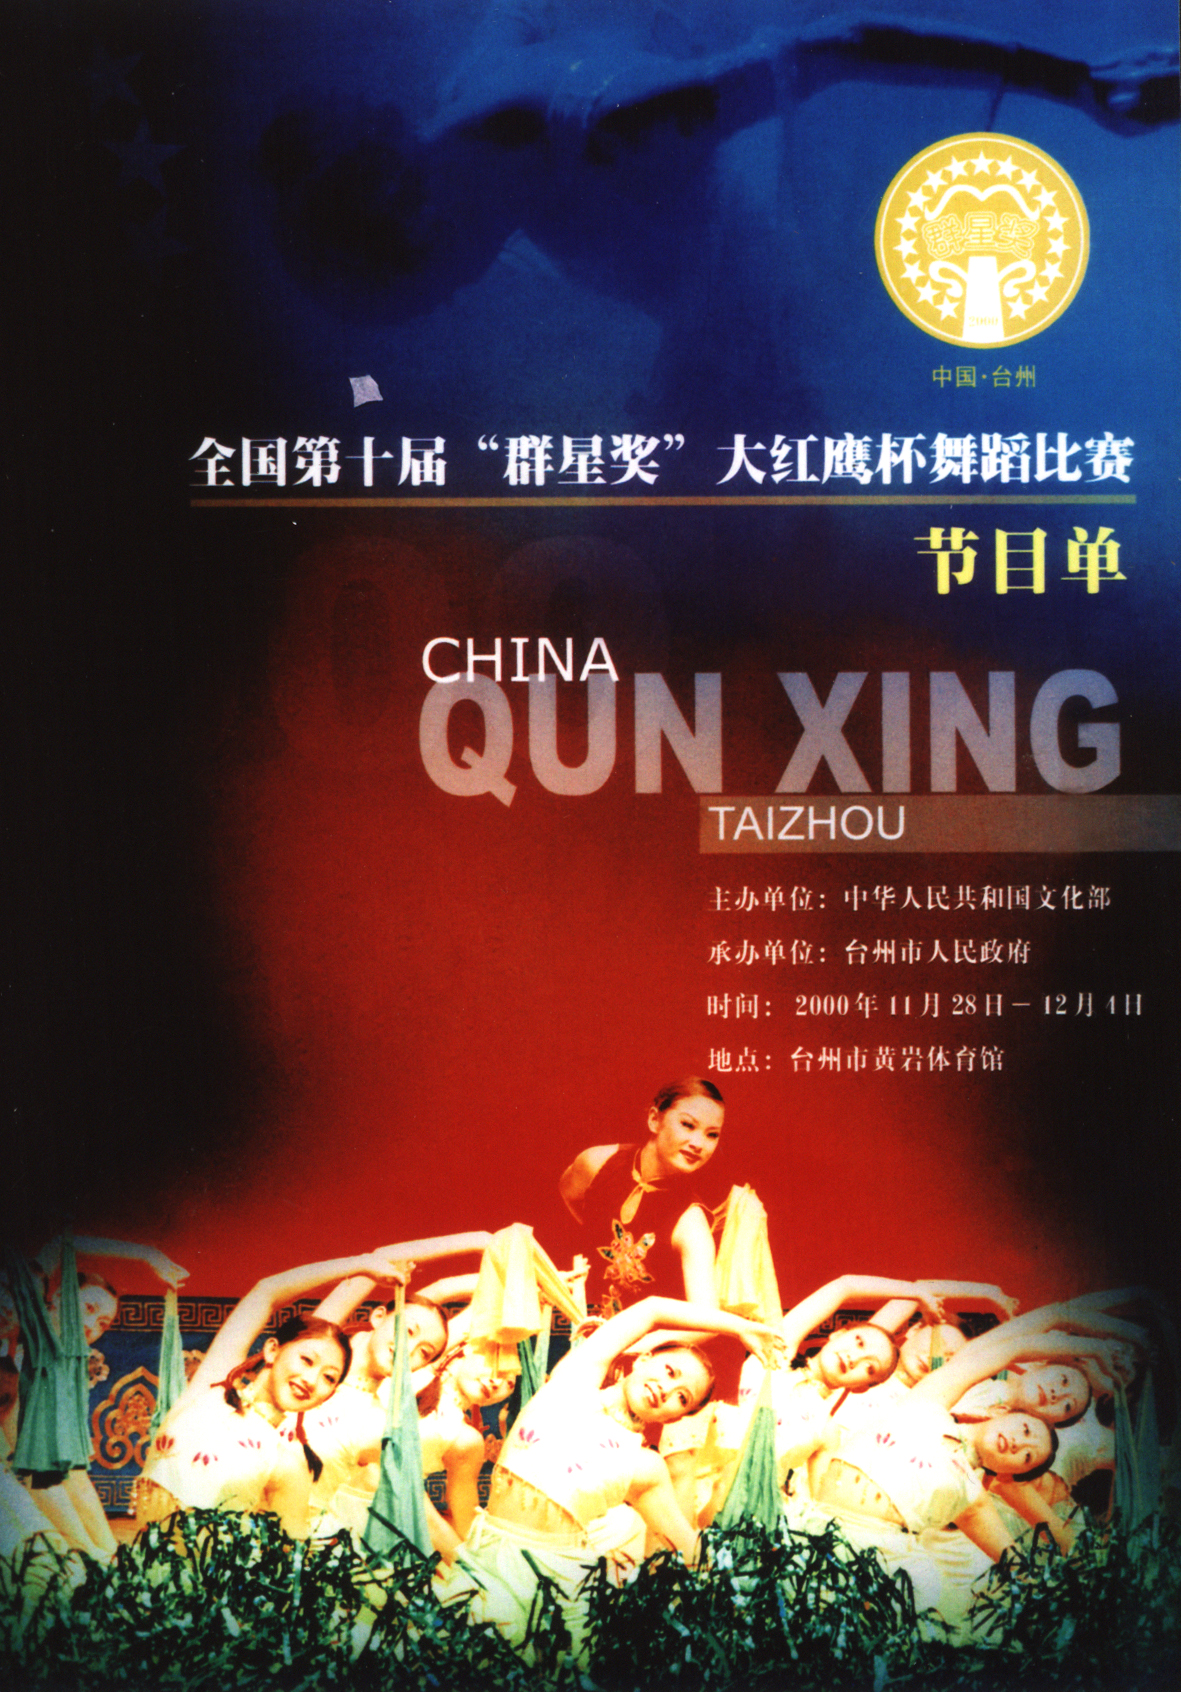 群星奖
2000
中国·台州
全国第十届“群星奖”大红鹰杯舞蹈比赛
节目单
CHINA
QUN XING
TAIZHOU
主办单位：中华人民共和国文化部
承办单位：台州市人民政府
时间： 2000年11月28日－12月4日
地点：台州市黄岩体育馆